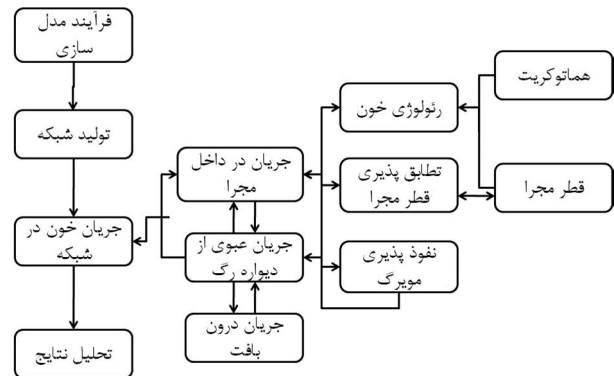 فرآیند مدل
سازی
تولید شبکه
جریان خون در
شبکه
تحلیل نتایج
جریان در داخل
مجرا
جریان عبوی از
دیواره رگ
جریان درون
بافت
رئولوژی خون
تطابق پذیری
قطر مجرا
نفوذ پذیری
مویرگ
هماتوکریت
قطر مجرا